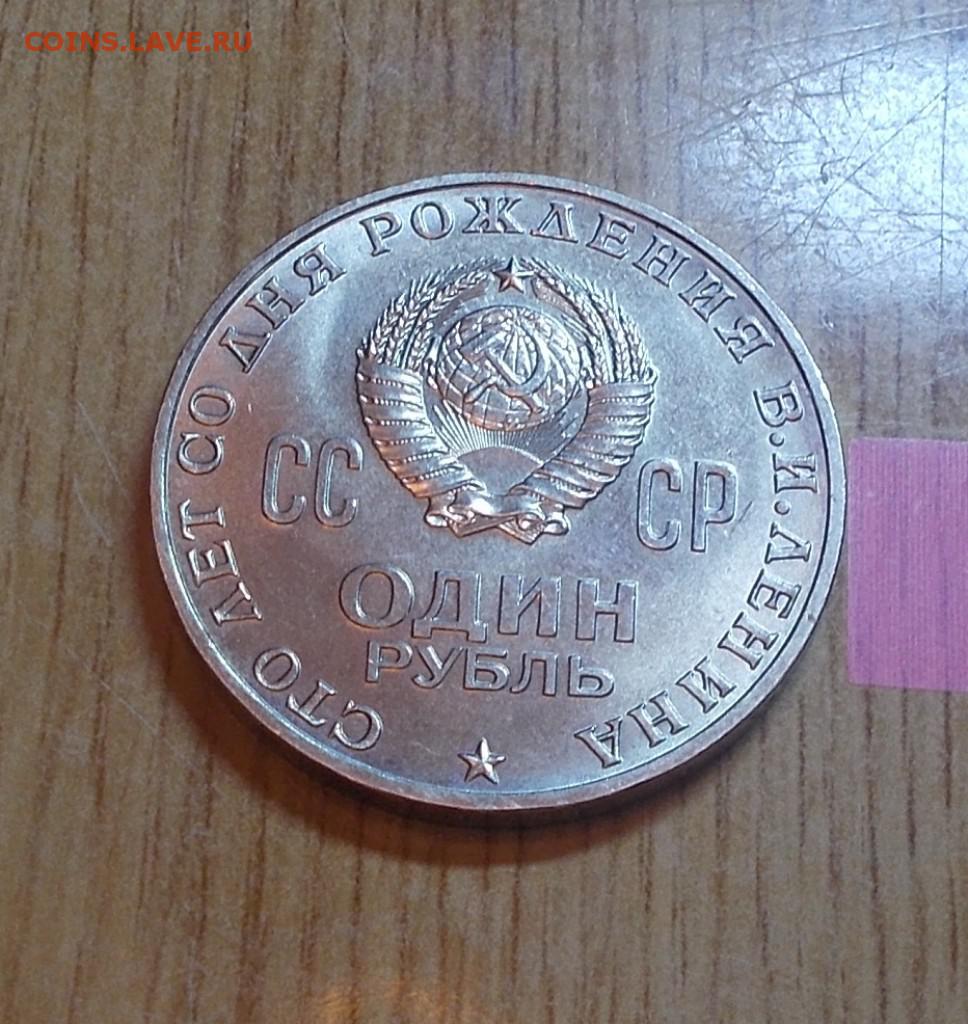 COINS.LAVE.RU
СТО ЛЕТ СО ДНЯ РОЖДЕНИЯ В.И.ЛЕНИНА
СС СР
ОДИН
РУБЛЬ